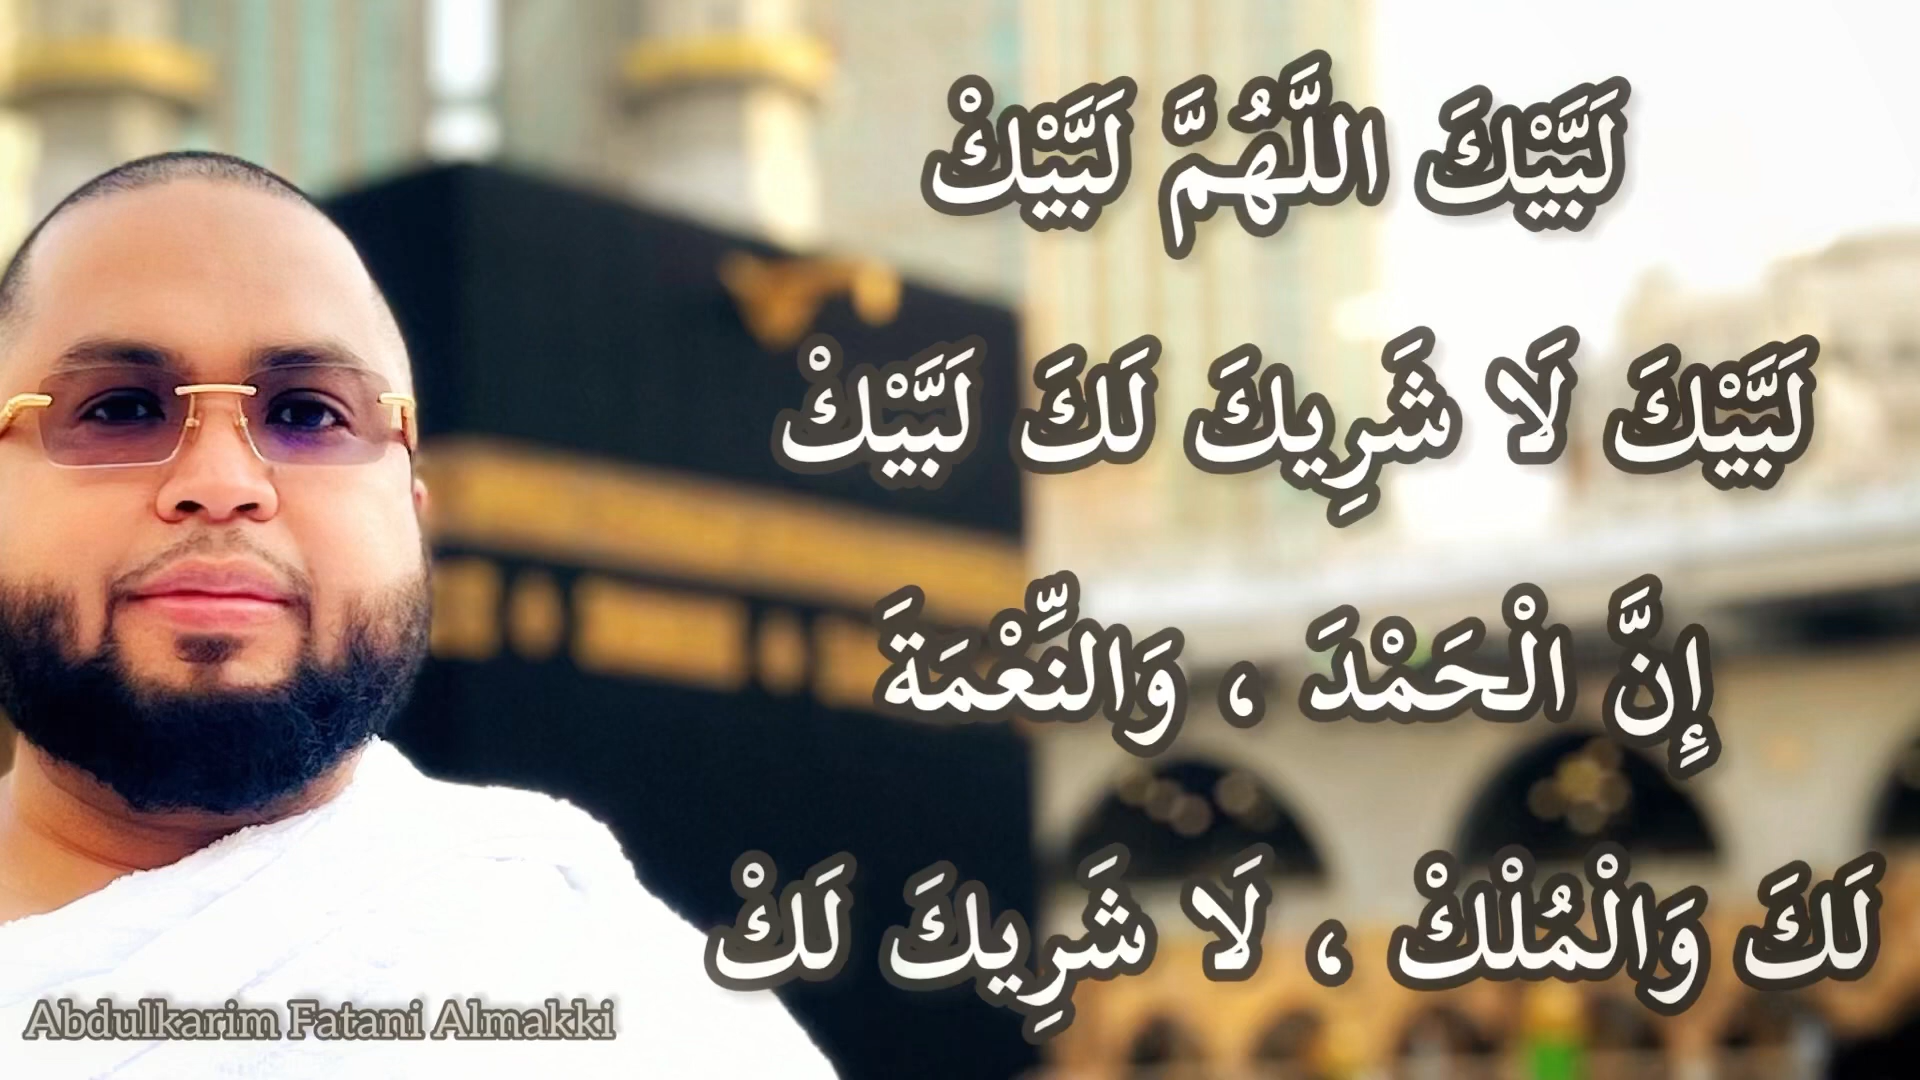 لَبَّيْكَ اللَّهُمَّ لَبَّيْكْ
لَبَّيْكَ لَا شَرِيكَ لَكَ لَبَّيْكْ
إِنَّ الْحَمْدَ ، وَالنِّعْمَةَ
لَكَ وَالْمُلْكْ ، لَا شَرِيكَ لَكْ
Abdulkarim Fatani Almakki